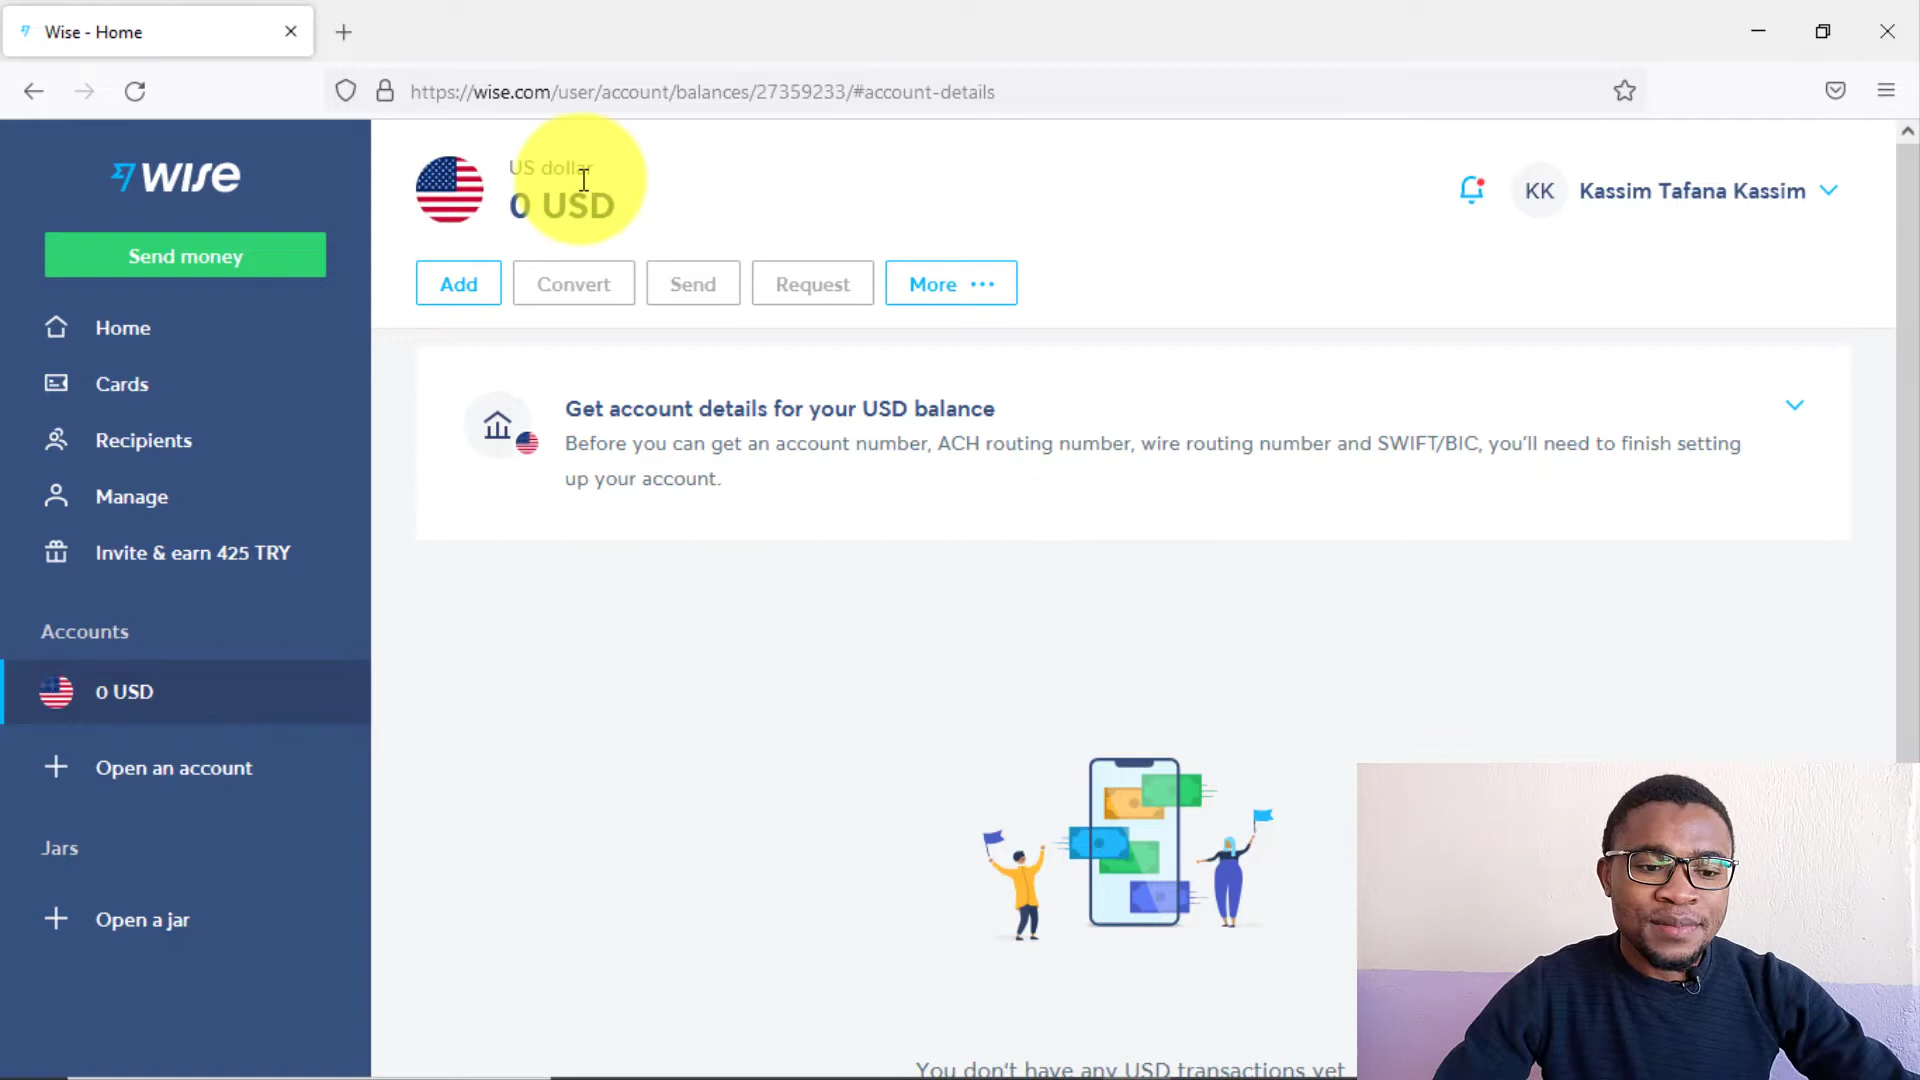 Wise - Home
https://wise.com/user/account/balances/27359233/#account-details
wise
Send money
Home
Cards
Recipients
Manage
Invite & earn 425 TRY
Accounts
0 USD
Open an account
Jars
Open a jar
US dollar
0 USD
KK
Kassim Tafana Kassim
Add
Convert
Send
Request
More
Get account details for your USD balance
Before you can get an account number, ACH routing number, wire routing number and SWIFT/BIC, you'll need to finish setting
up your account.
You don't have any USD transactions yet